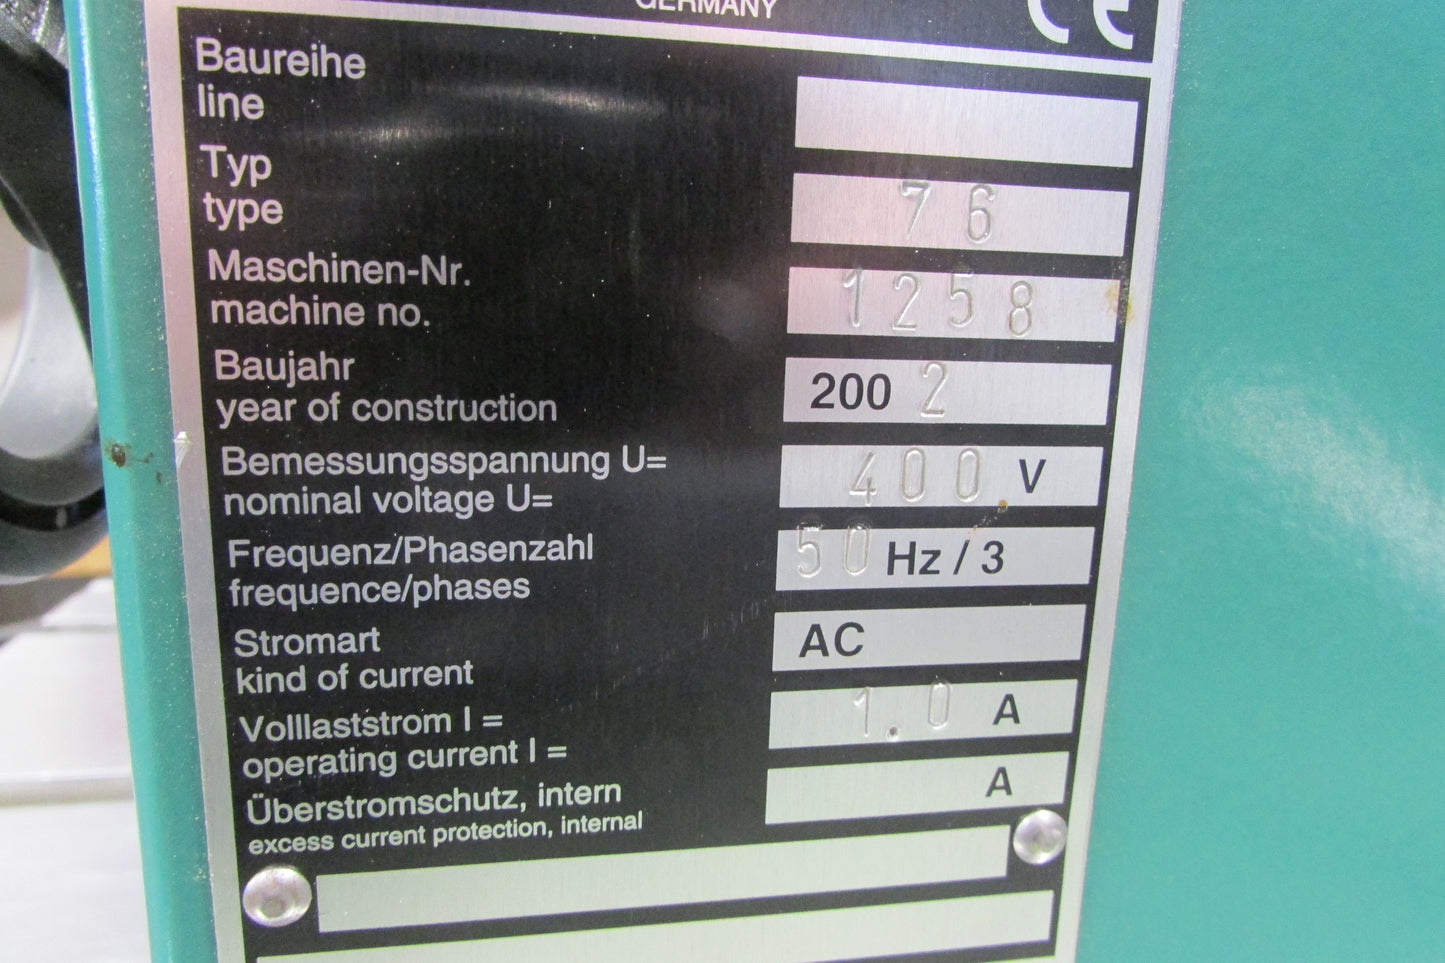 GERMANY CE
Baureihe
line
Typ
type 76
Maschinen-Nr.
machine no. 1258
Baujahr
year of construction 2002
Bemessungsspannung U=
nominal voltage U= 400 V
Frequenz/Phasenzahl
frequence/phases 50 Hz / 3
Stromart
kind of current AC
Volllaststrom I =
operating current I = 1.0 A
Überstromschutz, intern
excess current protection, internal A